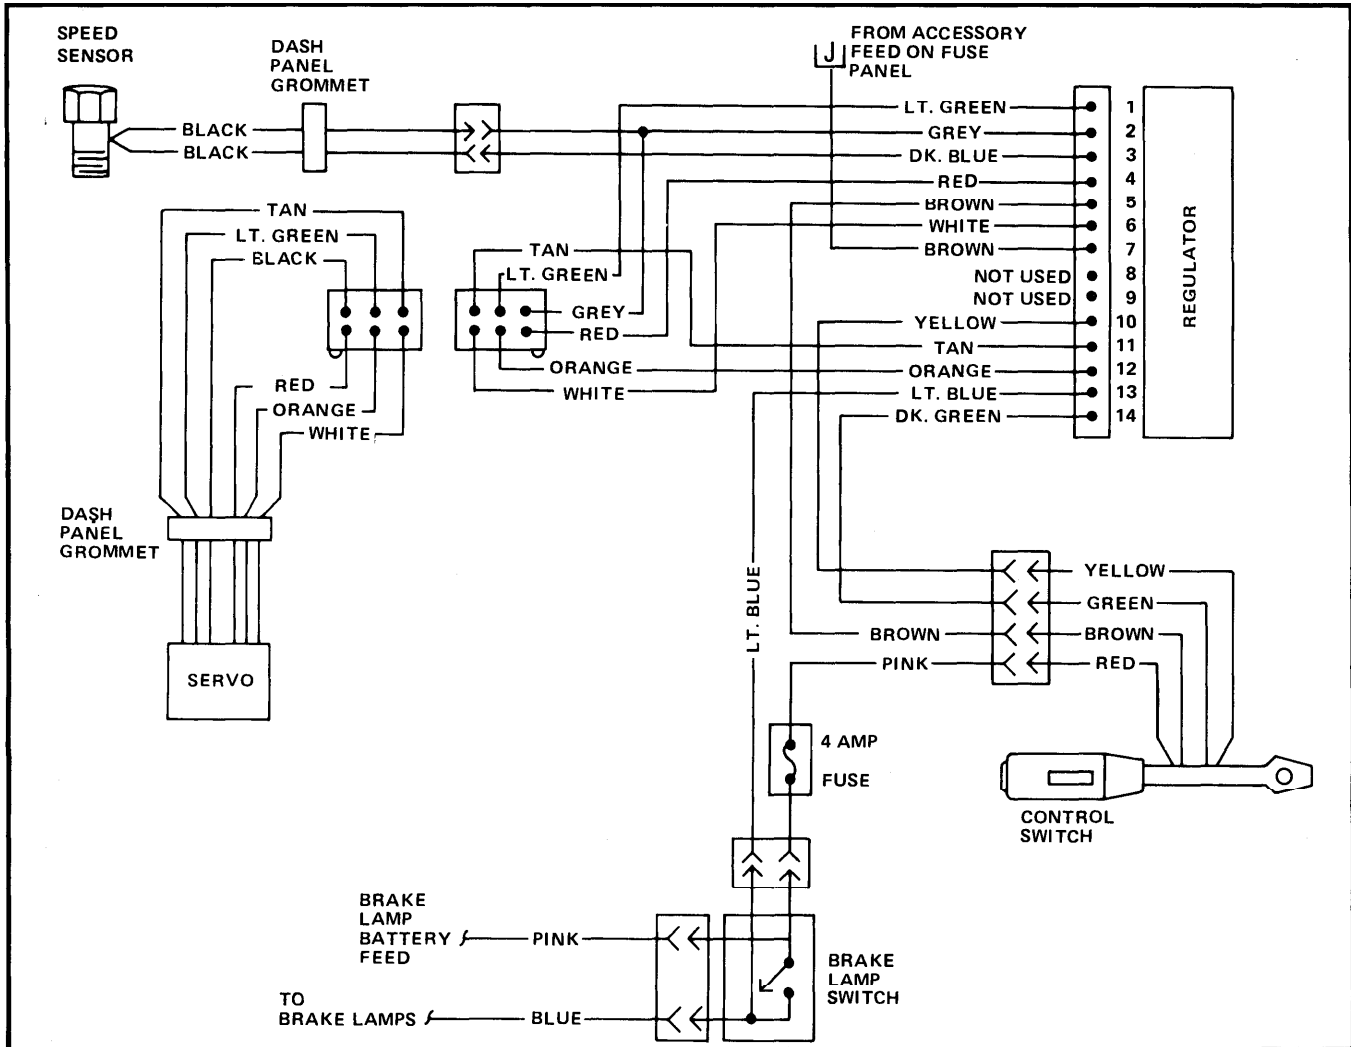 SPEED
SENSOR
DASH
PANEL
GROMMET
J
FROM ACCESSORY
FEED ON FUSE
PANEL
BLACK
BLACK
LT. GREEN
1
GREY
2
DK. BLUE
3
RED
4
BROWN
5
WHITE
6
BROWN
7
NOT USED
8
NOT USED
9
YELLOW
10
TAN
11
ORANGE
12
LT. BLUE
13
DK. GREEN
14
REGULATOR
TAN
LT. GREEN
BLACK
TAN
LT. GREEN
GREY
RED
ORANGE
WHITE
RED
ORANGE
WHITE
DASH
PANEL
GROMMET
SERVO
LT. BLUE
YELLOW
GREEN
BROWN
BROWN
PINK
RED
4 AMP
FUSE
CONTROL
SWITCH
BRAKE
LAMP
BATTERY
FEED
PINK
BRAKE
LAMP
SWITCH
TO
BRAKE LAMPS
BLUE